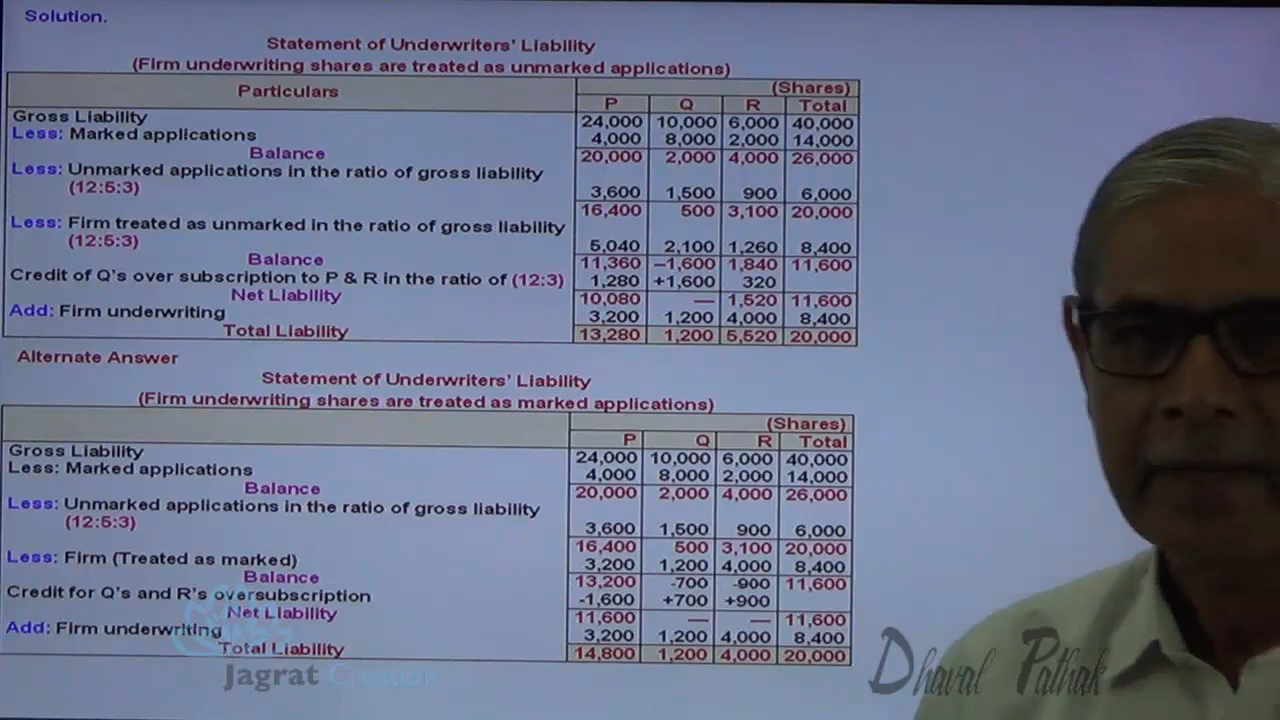 Solution.
Statement of Underwriters' Liability
(Firm underwriting shares are treated as unmarked applications)
Particulars (Shares)
P Q R Total
Gross Liability 24,000 10,000 6,000 40,000
Less: Marked applications 4,000 8,000 2,000 14,000
Balance 20,000 2,000 4,000 26,000
Less: Unmarked applications in the ratio of gross liability
(12:5:3) 3,600 1,500 900 6,000
16,400 500 3,100 20,000
Less: Firm treated as unmarked in the ratio of gross liability
(12:5:3) 5,040 2,100 1,260 8,400
Balance 11,360 –1,600 1,840 11,600
Credit of Q's over subscription to P & R in the ratio of (12:3) 1,280 +1,600 320
Net Liability 10,080 — 1,520 11,600
Add: Firm underwriting 3,200 1,200 4,000 8,400
Total Liability 13,280 1,200 5,520 20,000
Alternate Answer
Statement of Underwriters' Liability
(Firm underwriting shares are treated as marked applications)
(Shares)
P Q R Total
Gross Liability 24,000 10,000 6,000 40,000
Less: Marked applications 4,000 8,000 2,000 14,000
Balance 20,000 2,000 4,000 26,000
Less: Unmarked applications in the ratio of gross liability
(12:5:3) 3,600 1,500 900 6,000
16,400 500 3,100 20,000
Less: Firm (Treated as marked) 3,200 1,200 4,000 8,400
Balance 13,200 -700 -900 11,600
Credit for Q's and R's oversubscription -1,600 +700 +900
Net Liability 11,600 — — 11,600
Add: Firm underwriting 3,200 1,200 4,000 8,400
Total Liability 14,800 1,200 4,000 20,000
Jagrat
Dhaval Pathak